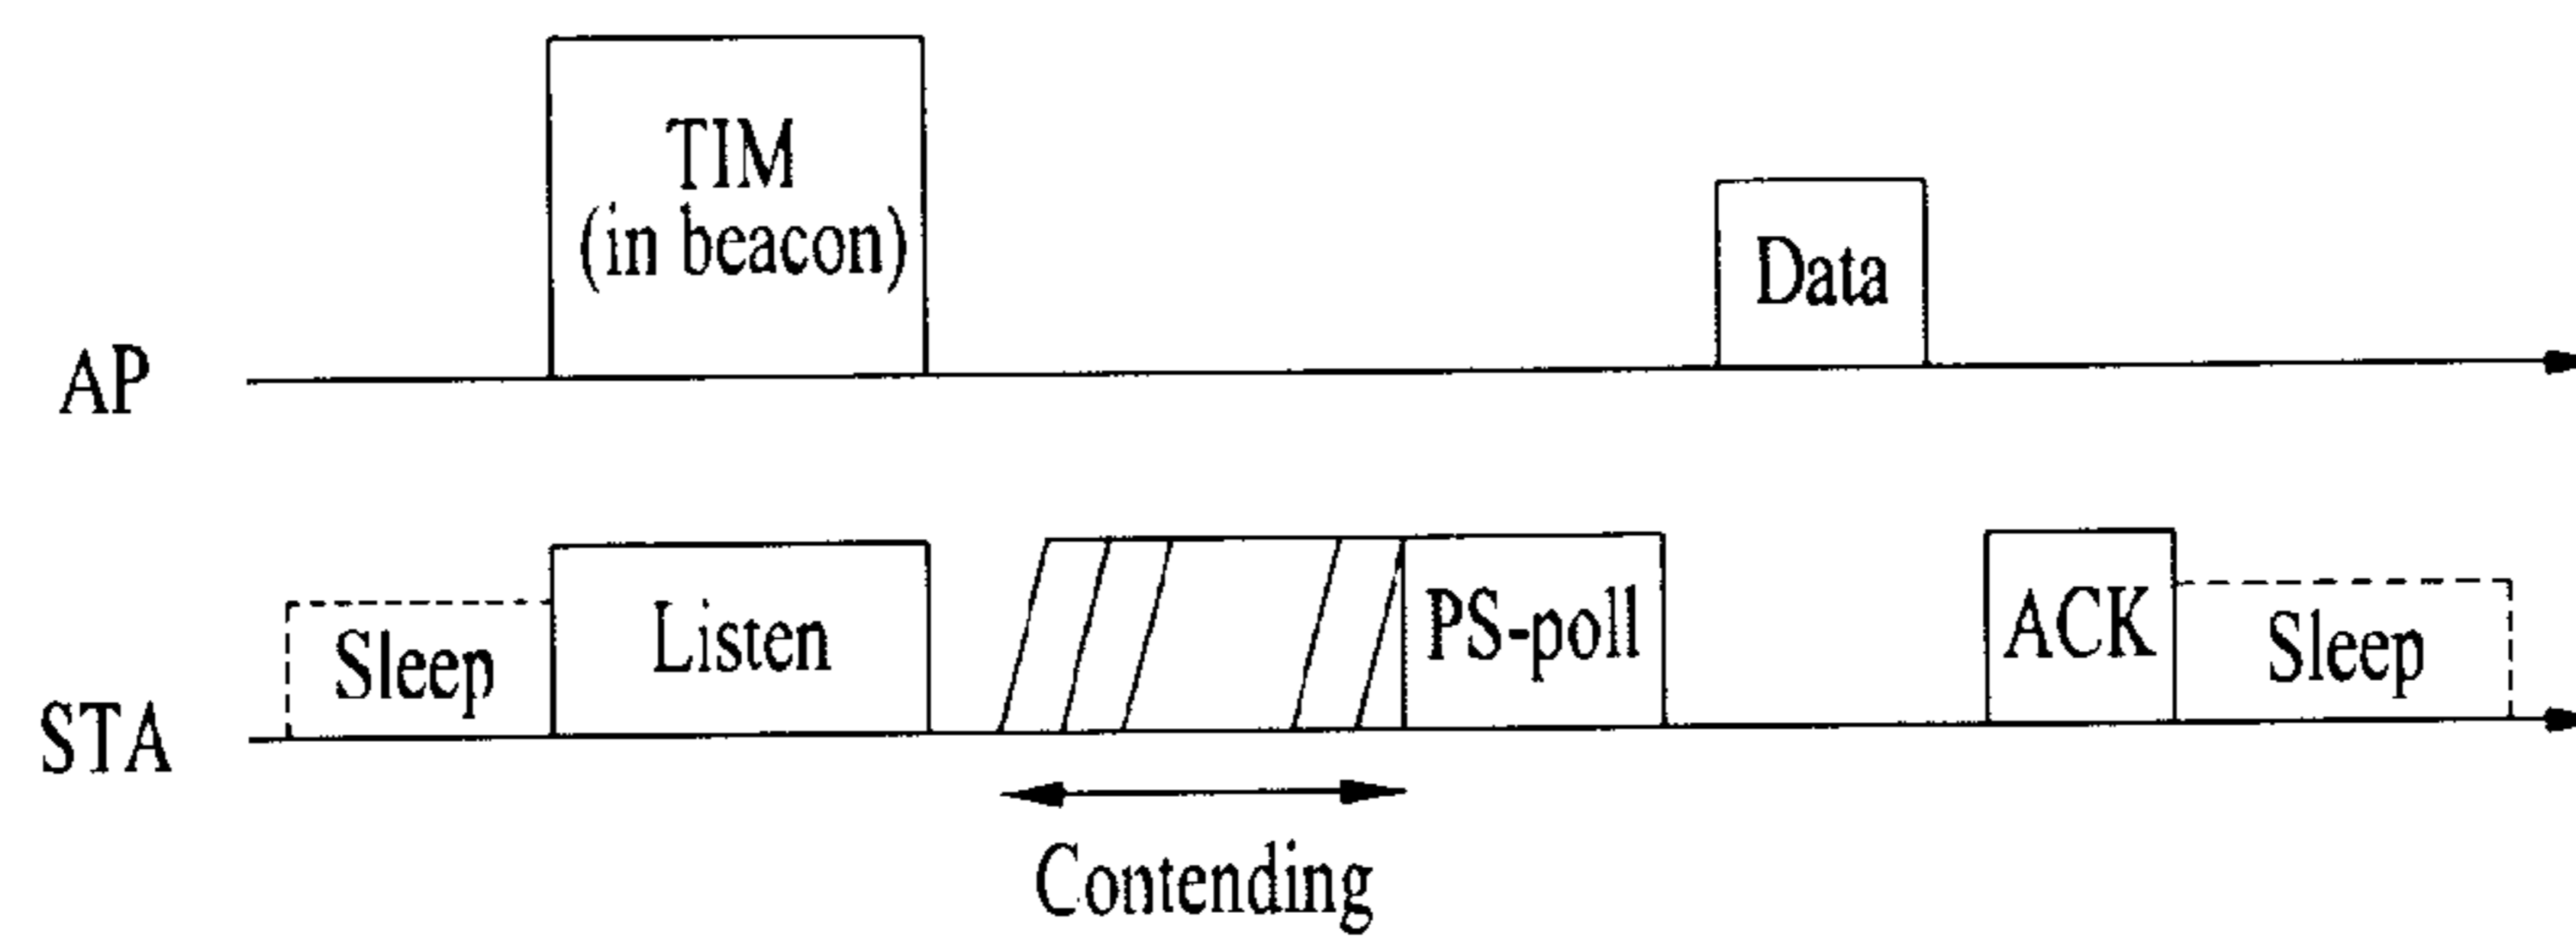 TIM
(in beacon)
Data
AP
Sleep
Listen
PS-poll
ACK
Sleep
STA
Contending